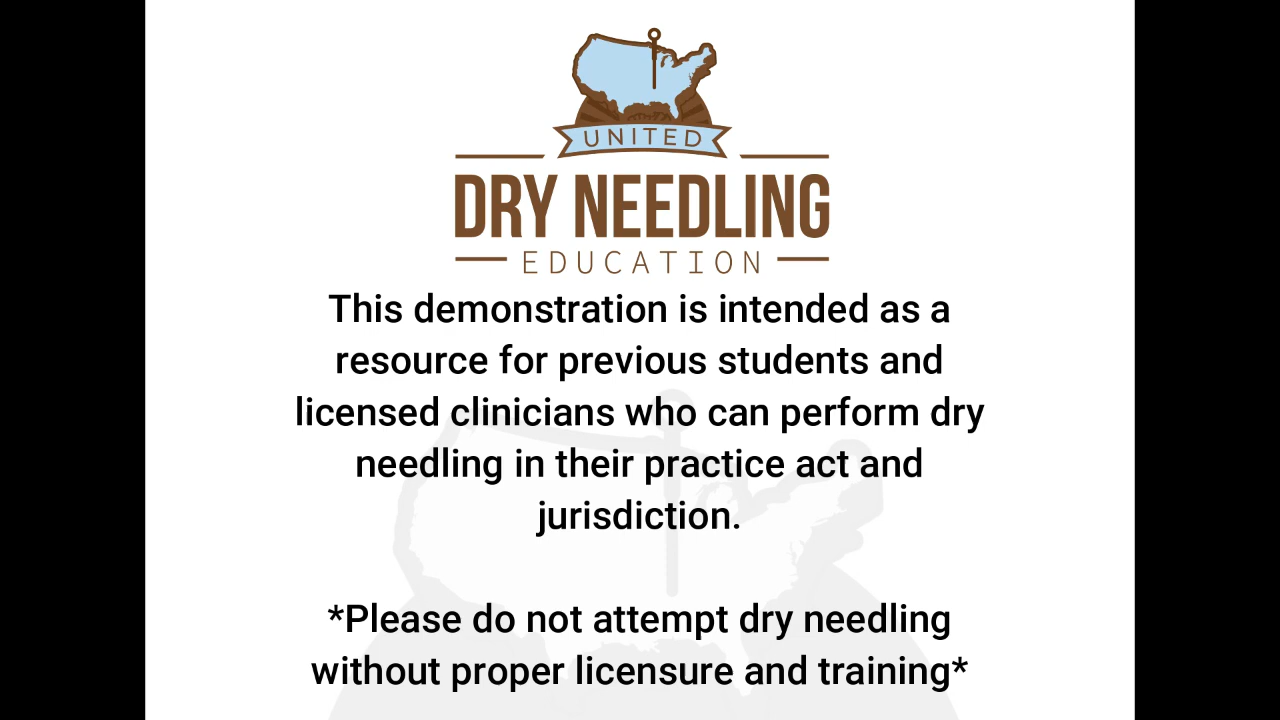 UNITED
DRY NEEDLING
EDUCATION
This demonstration is intended as a
resource for previous students and
licensed clinicians who can perform dry
needling in their practice act and
jurisdiction.
*Please do not attempt dry needling
without proper licensure and training*